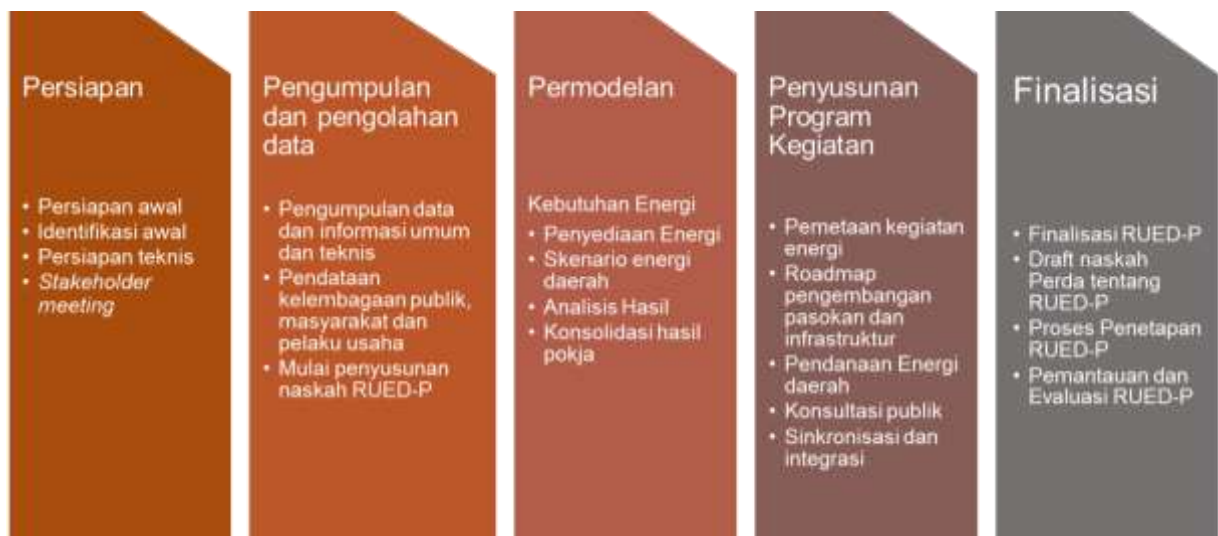 Persiapan
• Persiapan awal
• Identifikasi awal
• Persiapan teknis
• Stakeholder
meeting
Pengumpulan
dan pengolahan
data
• Pengumpulan data
dan informasi umum
dan teknis
• Pendataan
kelembagaan publik,
masyarakat dan
pelaku usaha
• Mulai penyusunan
naskah RUED-P
Permodelan
Kebutuhan Energi
• Penyediaan Energi
• Skenario energi
daerah
• Analisis Hasil
• Konsolidasi hasil
pokja
Penyusunan
Program
Kegiatan
• Pemetaan kegiatan
energi
• Roadmap
pengembangan
pasokan dan
infrastruktur
• Pendanaan Energi
daerah
• Konsultasi publik
• Sinkronisasi dan
integrasi
Finalisasi
• Finalisasi RUED-P
• Draft naskah
Perda tentang
RUED-P
• Proses Penetapan
RUED-P
• Pemantauan dan
Evaluasi RUED-P